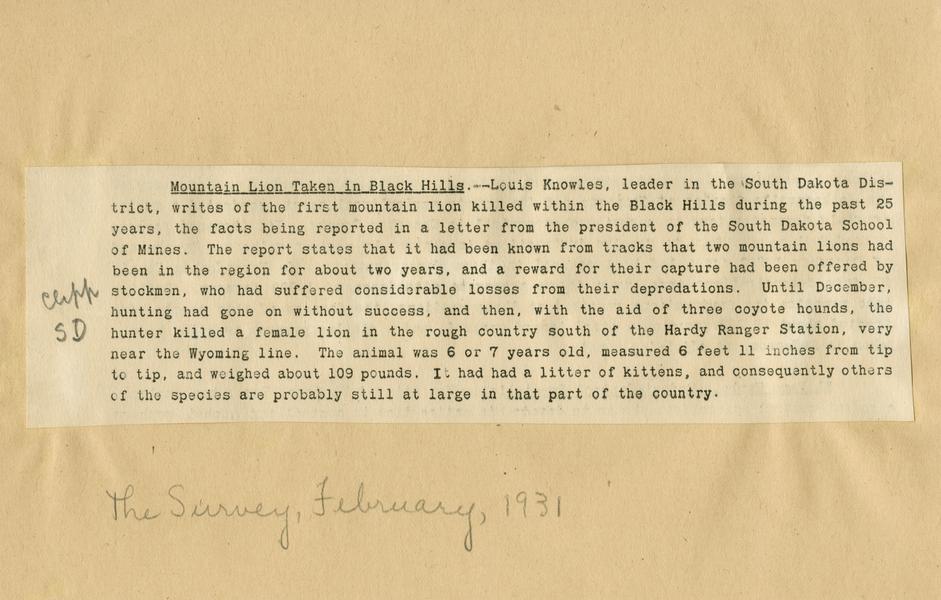 Mountain Lion Taken in Black Hills.--Louis Knowles, leader in the South Dakota Dis-
trict, writes of the first mountain lion killed within the Black Hills during the past 25
years, the facts being reported in a letter from the president of the South Dakota School
of Mines. The report states that it had been known from tracks that two mountain lions had
been in the region for about two years, and a reward for their capture had been offered by
stockmen, who had suffered considerable losses from their depredations. Until December,
hunting had gone on without success, and then, with the aid of three coyote hounds, the
hunter killed a female lion in the rough country south of the Hardy Ranger Station, very
near the Wyoming line. The animal was 6 or 7 years old, measured 6 feet 11 inches from tip
to tip, and weighed about 109 pounds. It had had a litter of kittens, and consequently others
of the species are probably still at large in that part of the country.
Clipp
SD
The Survey, February, 1931